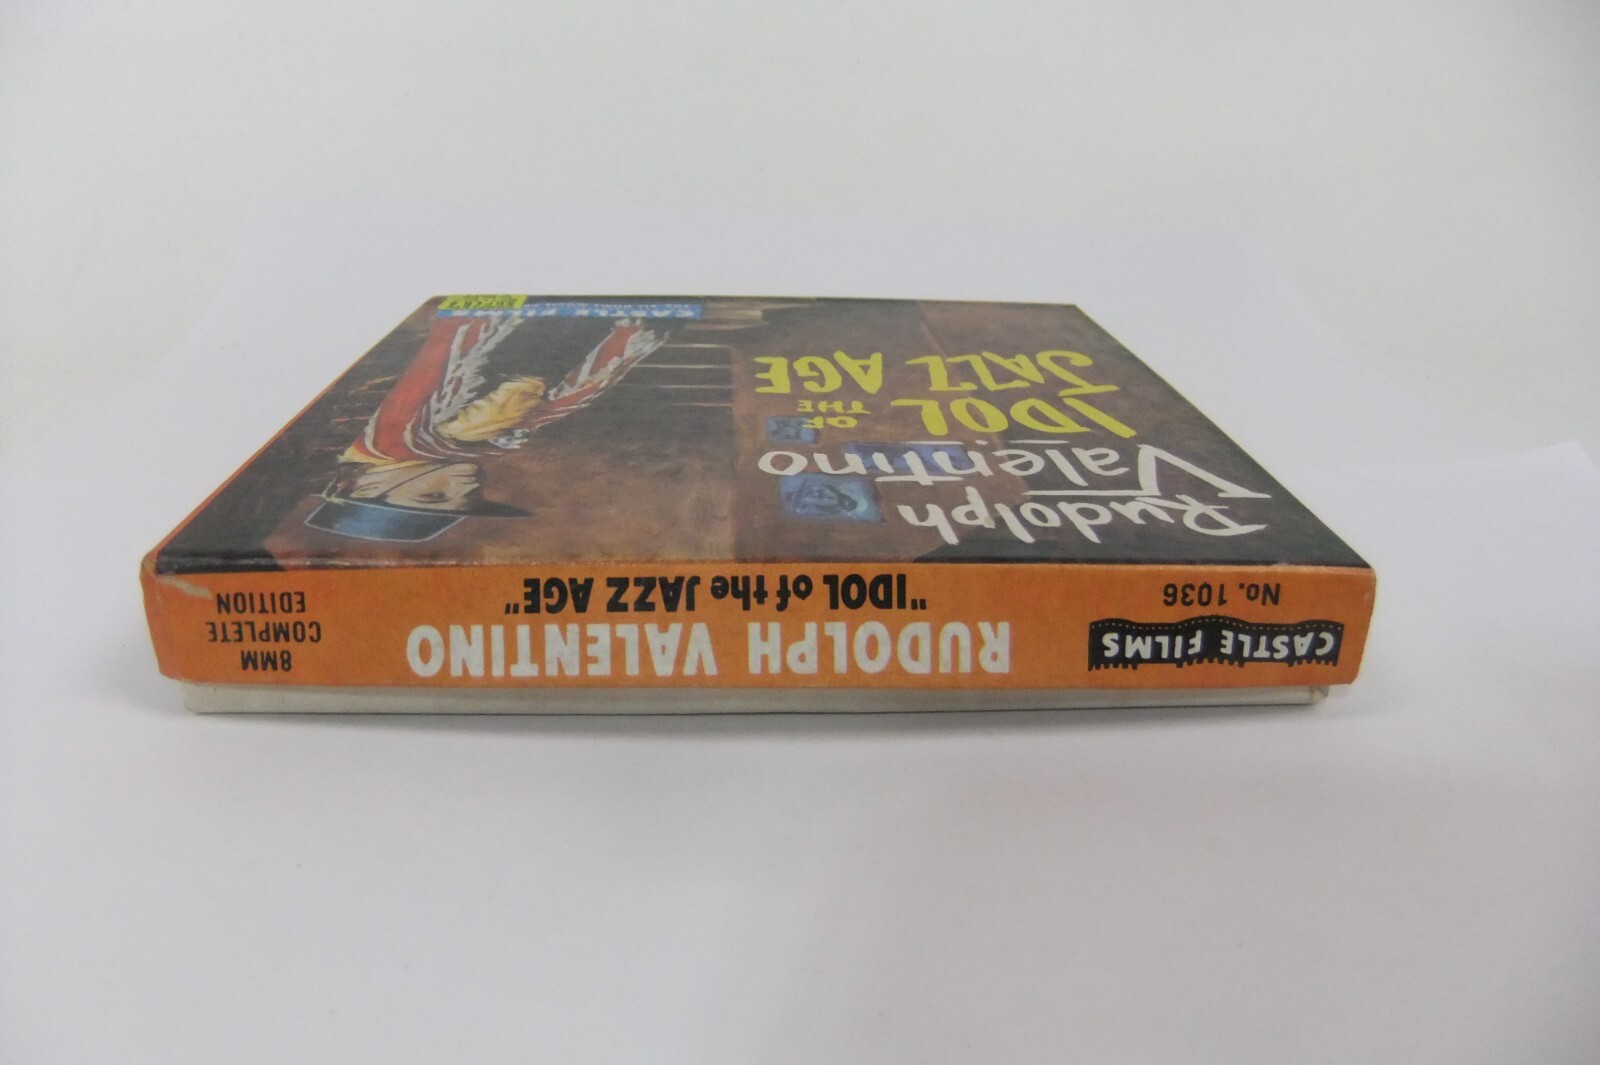 CASTLE FILMS
No. 1036
RUDOLPH VALENTINO
"IDOL of the JAZZ AGE"
8MM
COMPLETE
EDITION
Rudolph
Valentino
IDOL OF THE
JAZZ AGE
CASTLE FILMS